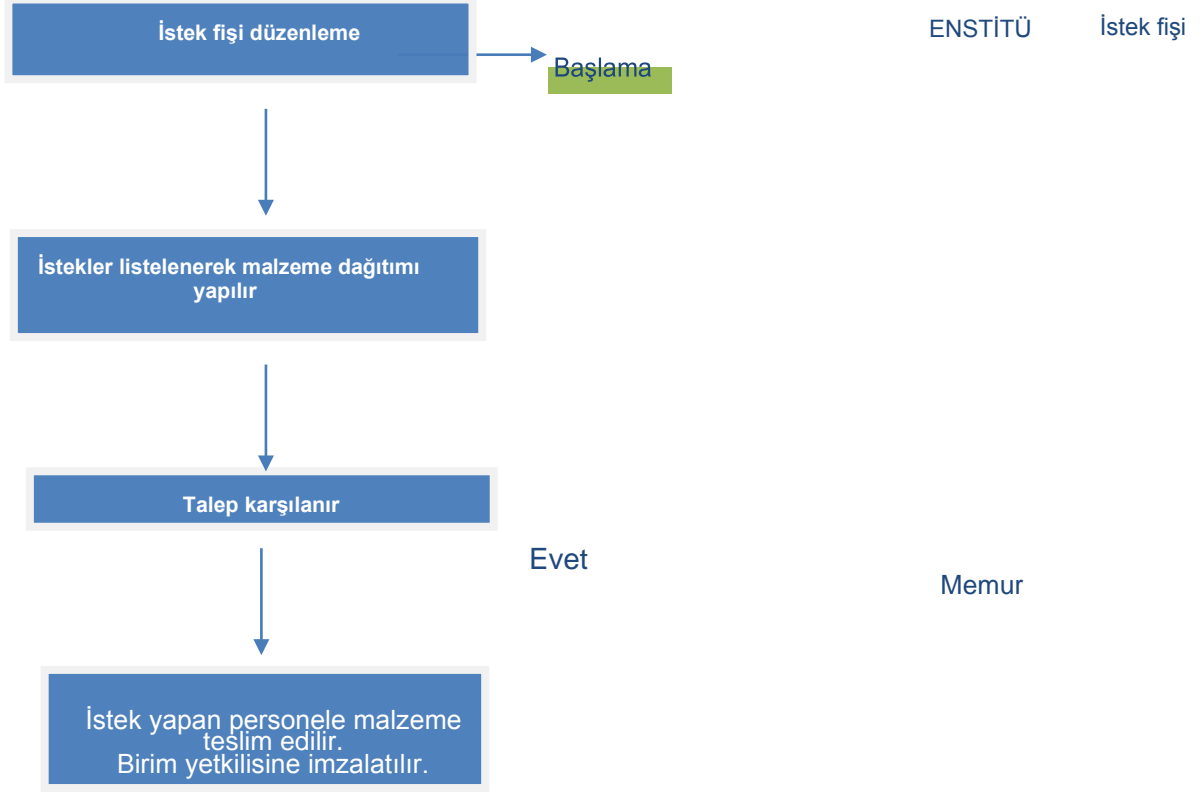 İstek fişi düzenleme
Başlama
ENSTİTÜ
İstek fişi
İstekler listelenerek malzeme dağıtımı
yapılır
Talep karşılanır
Evet
Memur
İstek yapan personele malzeme
teslim edilir.
Birim yetkilisine imzalatılır.